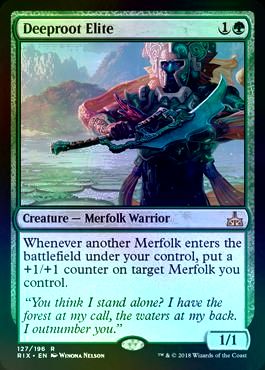 Deeproot Elite 1
Creature — Merfolk Warrior
Whenever another Merfolk enters the
battlefield under your control, put a
+1/+1 counter on target Merfolk you
control.
“You think I stand alone? I have the
forest at my call, the waters at my back.
I outnumber you.”
1/1
127/196 R
RIX • EN Winona Nelson
™ & © 2018 Wizards of the Coast